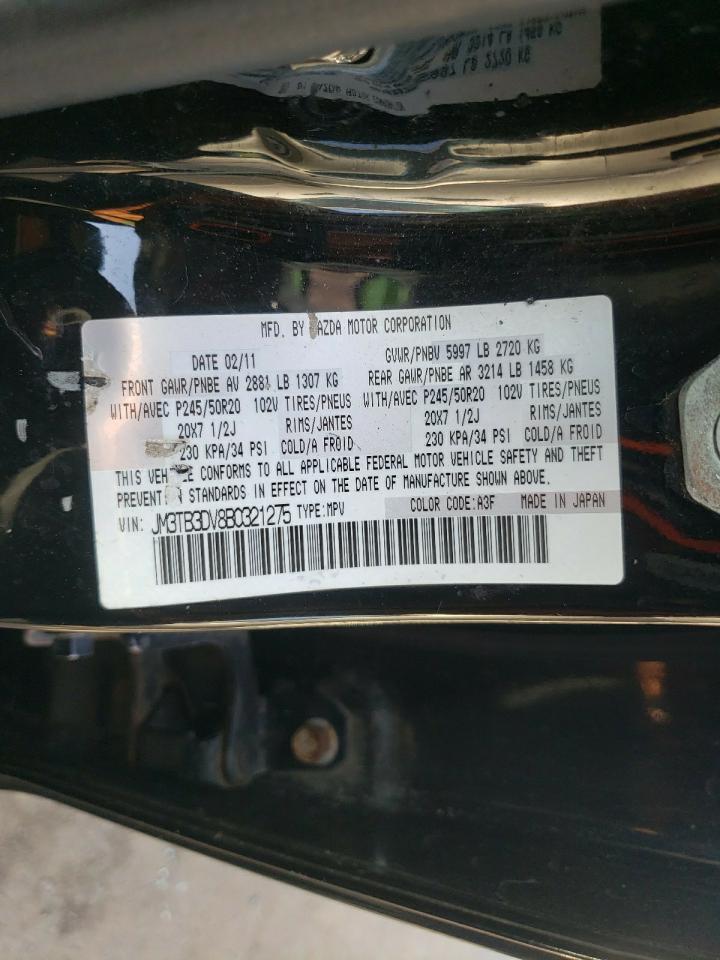 MFD. BY MAZDA MOTOR CORPORATION
DATE 02/11 GVWR/PNBV 5997 LB 2720 KG
FRONT GAWR/PNBE AV 2881 LB 1307 KG REAR GAWR/PNBE AR 3214 LB 1458 KG
WITH/AVEC P245/50R20 102V TIRES/PNEUS WITH/AVEC P245/50R20 102V TIRES/PNEUS
20X7 1/2J RIMS/JANTES 20X7 1/2J RIMS/JANTES
230 KPA/34 PSI COLD/A FROID 230 KPA/34 PSI COLD/A FROID
THIS VEHICLE CONFORMS TO ALL APPLICABLE FEDERAL MOTOR VEHICLE SAFETY AND THEFT
PREVENTION STANDARDS IN EFFECT ON THE DATE OF MANUFACTURE SHOWN ABOVE.
VIN: JM3TB3DV8B0321275 TYPE:MPV COLOR CODE:A3F MADE IN JAPAN